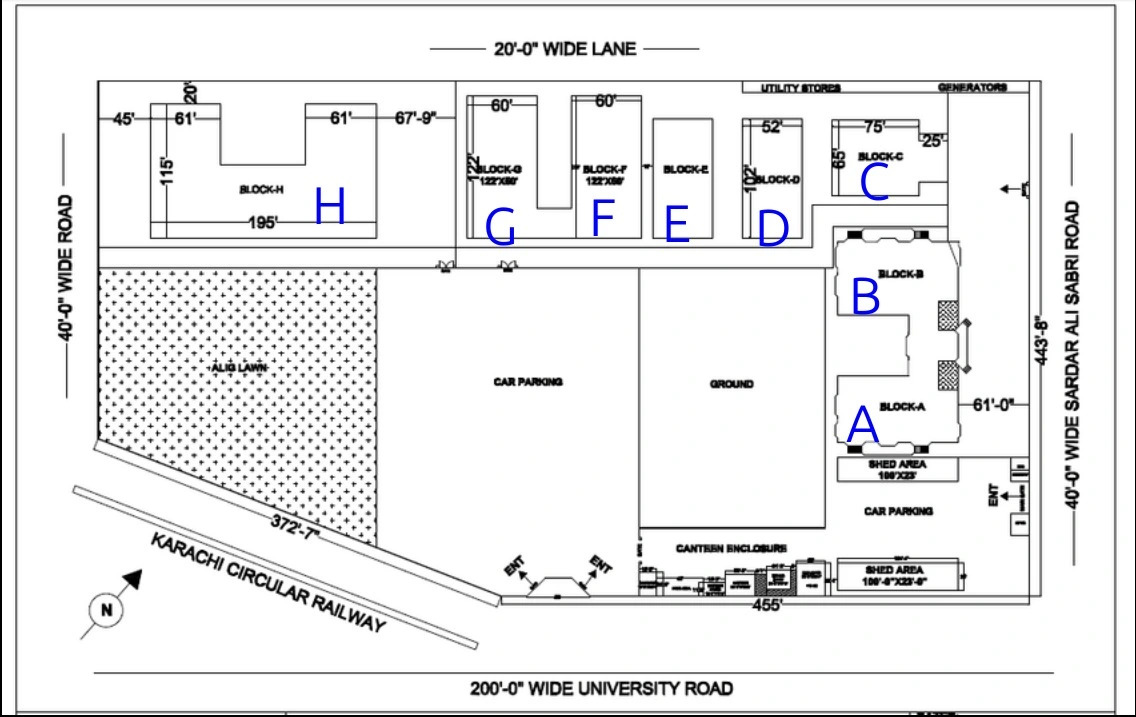 20'-0" WIDE LANE
UTILITY STORES
GENERATORS
20'
45'
61'
61'
67'-9"
60'
60'
52'
75'
25'
115'
122'
102'
65'
BLOCK-H
BLOCK-G
122'X60'
BLOCK-F
122'X60'
BLOCK-E
BLOCK-D
BLOCK-C
195'
H
G
F
E
D
C
40'-0" WIDE ROAD
BLOCK-B
B
ALIG LAWN
CAR PARKING
GROUND
BLOCK-A
A
61'-0"
443'-8"
40'-0" WIDE SARDAR ALI SABRI ROAD
SHED AREA
100'X23'
ENT
CAR PARKING
372'-7"
KARACHI CIRCULAR RAILWAY
CANTEEN ENCLOSURE
ENT
ENT
SHED AREA
100'-0"X23'-0"
455'
N
200'-0" WIDE UNIVERSITY ROAD